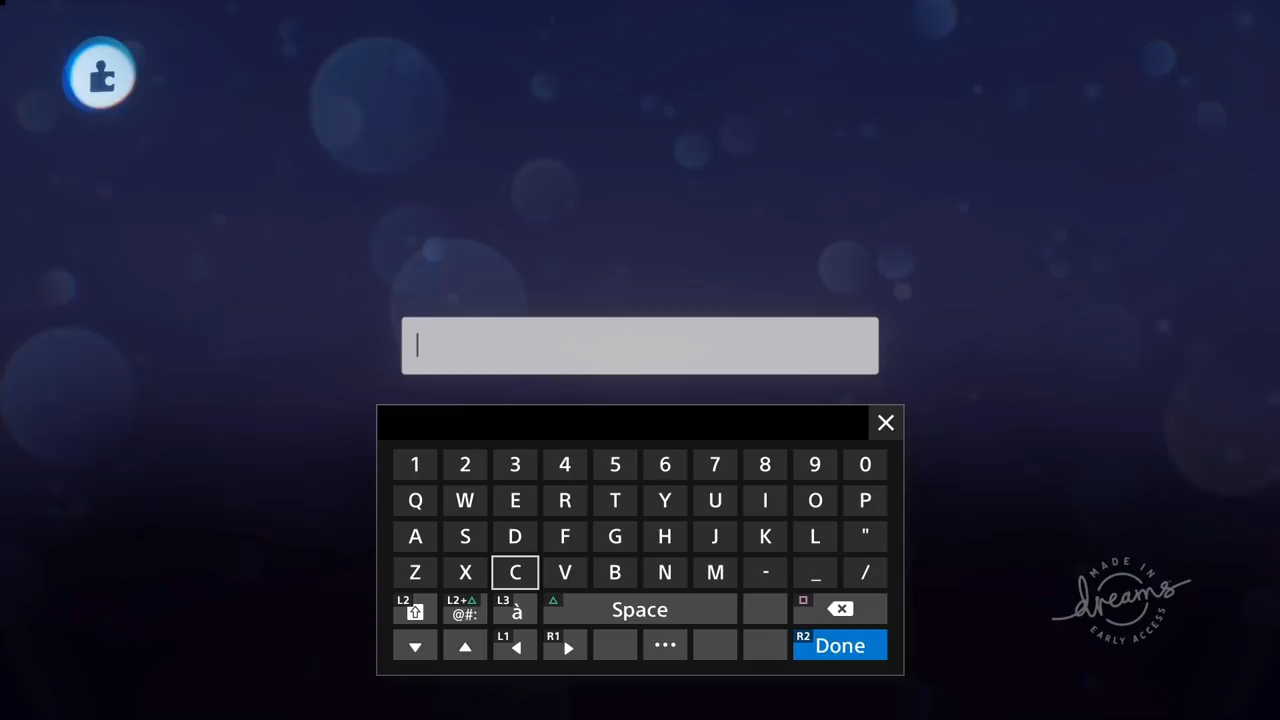 1 2 3 4 5 6 7 8 9 0
Q W E R T Y U I O P
A S D F G H J K L "
Z X C V B N M - _ /
L2 L2+△ @#: L3 à △ Space □
L1 R1 ... R2 Done
MADE IN
dreams
EARLY ACCESS